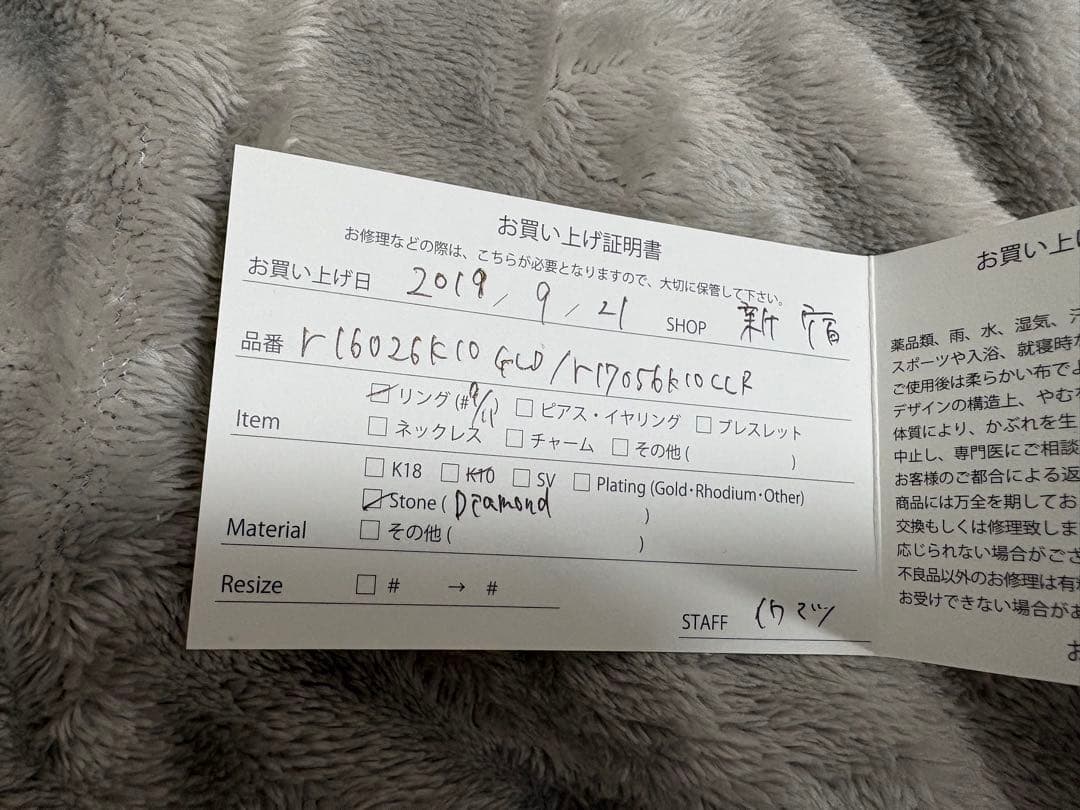 お買い上げ証明書
お修理などの際は、こちらが必要となりますので、大切に保管して下さい。
お買い上げ日 2019 / 9 / 21 SHOP 新宿
品番 r16026K10 GLD/r17056K10CCR
Item ☑ リング (#9/11) □ ピアス・イヤリング □ ブレスレット
□ ネックレス □ チャーム □ その他 ( )
□ K18 □ K10 □ SV □ Plating (Gold・Rhodium・Other)
☑ Stone ( Diamond )
Material □ その他 ( )
Resize □ # → #
STAFF
お買い上げ
薬品類、雨、水、湿気、
スポーツや入浴、就寝時
ご使用後は柔らかい布で
デザインの構造上、やむ
体質により、かぶれを生
中止し、専門医にご相談
お客様のご都合による返
商品には万全を期してお
交換もしくは修理致しま
応じられない場合がござ
不良品以外のお修理は有
お受けできない場合があ
お